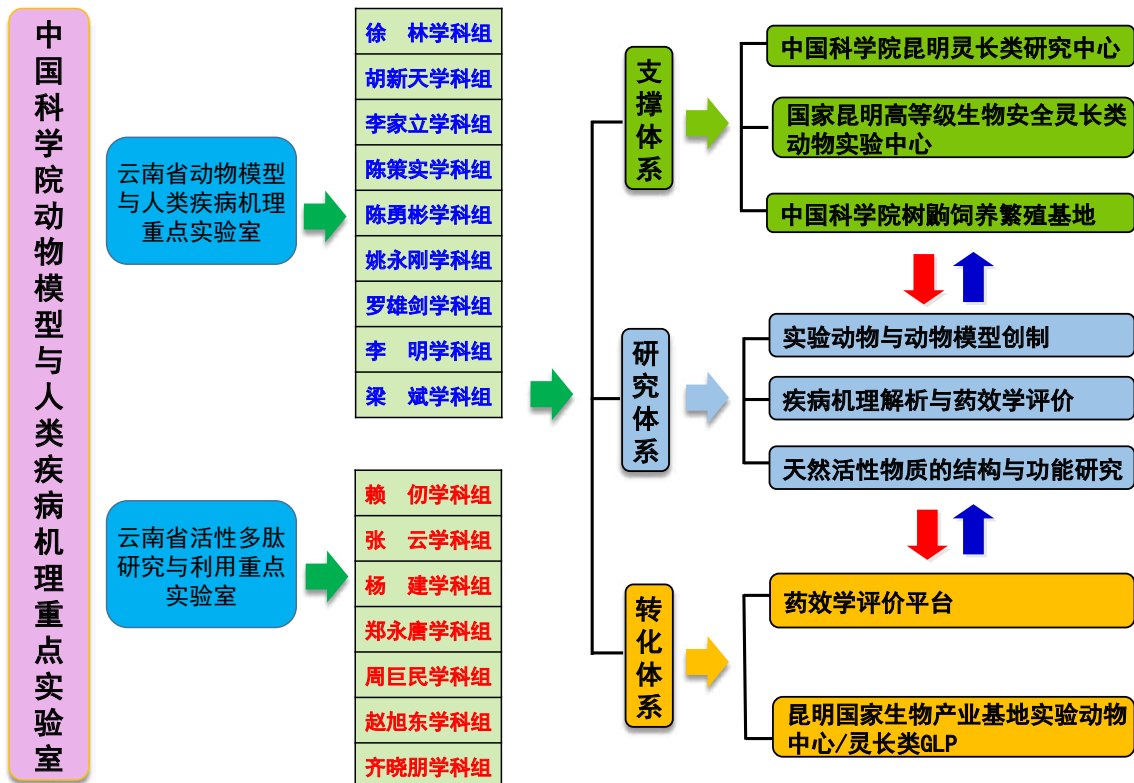 中国科学院动物模型与人类疾病机理重点实验室
云南省动物模型
与人类疾病机理
重点实验室
云南省活性多肽
研究与利用重点
实验室
徐　林学科组
胡新天学科组
李家立学科组
陈策实学科组
陈勇彬学科组
姚永刚学科组
罗雄剑学科组
李　明学科组
梁　斌学科组
赖　仞学科组
张　云学科组
杨　建学科组
郑永唐学科组
周巨民学科组
赵旭东学科组
齐晓朋学科组
支撑体系
中国科学院昆明灵长类研究中心
国家昆明高等级生物安全灵长类
动物实验中心
中国科学院树鼩饲养繁殖基地
研究体系
实验动物与动物模型创制
疾病机理解析与药效学评价
天然活性物质的结构与功能研究
转化体系
药效学评价平台
昆明国家生物产业基地实验动物
中心/灵长类GLP